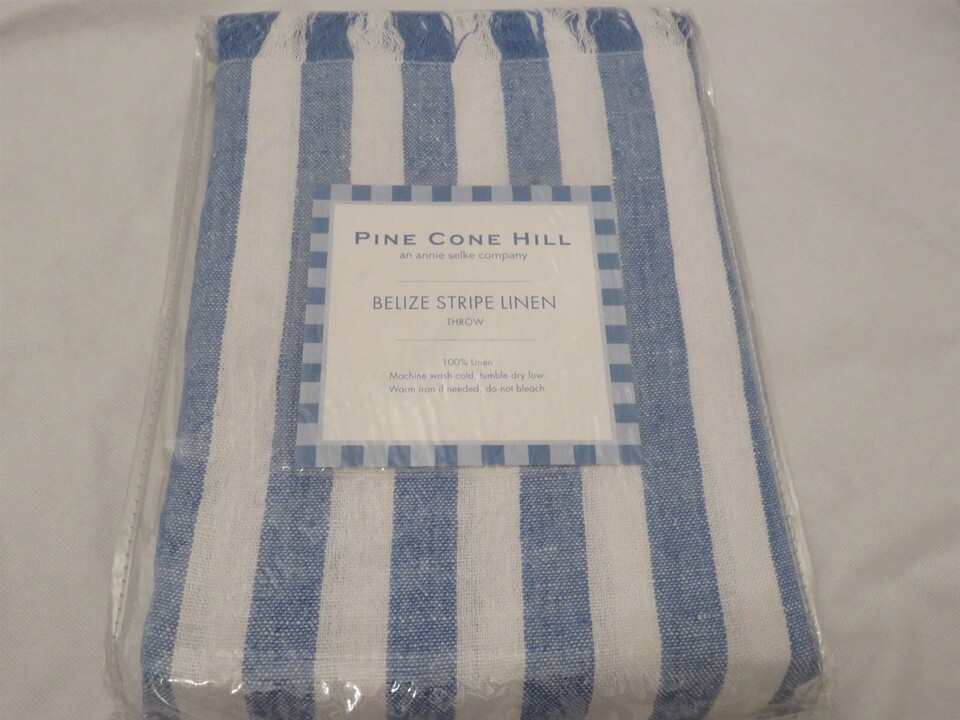 PINE CONE HILL
an annie selke company
BELIZE STRIPE LINEN
THROW
100% Linen
Machine wash cold, tumble dry low.
Warm iron if needed, do not bleach.